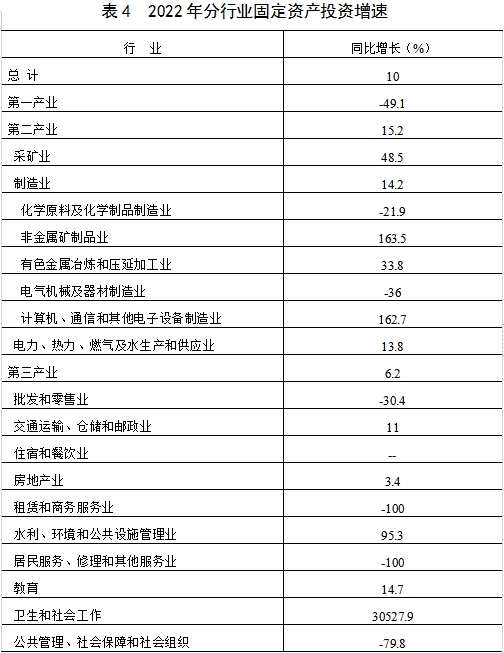 表 4 2022 年分行业固定资产投资增速
行 业 同比增长（%）
总 计 10
第一产业 -49.1
第二产业 15.2
采矿业 48.5
制造业 14.2
化学原料及化学制品制造业 -21.9
非金属矿制品业 163.5
有色金属冶炼和压延加工业 33.8
电气机械及器材制造业 -36
计算机、通信和其他电子设备制造业 162.7
电力、热力、燃气及水生产和供应业 13.8
第三产业 6.2
批发和零售业 -30.4
交通运输、仓储和邮政业 11
住宿和餐饮业 --
房地产业 3.4
租赁和商务服务业 -100
水利、环境和公共设施管理业 95.3
居民服务、修理和其他服务业 -100
教育 14.7
卫生和社会工作 30527.9
公共管理、社会保障和社会组织 -79.8